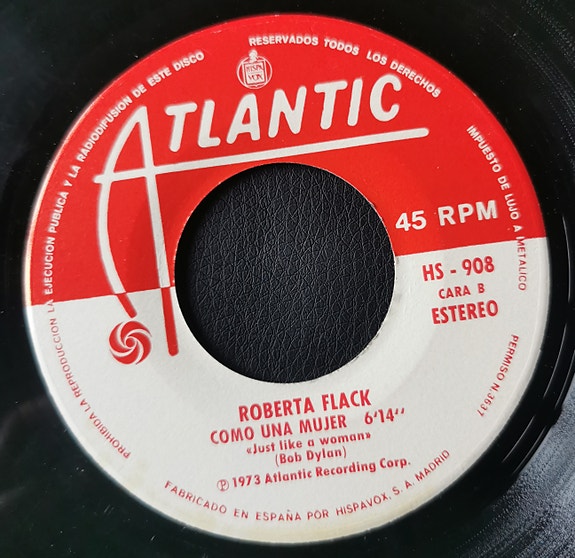 RESERVADOS TODOS LOS DERECHOS
HISPA
VOX
ATLANTIC
45 RPM
HS - 908
CARA B
ESTEREO
ROBERTA FLACK
COMO UNA MUJER 6'14''
«Just like a woman»
(Bob Dylan)
℗ 1973 Atlantic Recording Corp.
FABRICADO EN ESPAÑA POR HISPAVOX, S. A. MADRID
PROHIBIDA LA REPRODUCCION LA EJECUCION PUBLICA Y LA RADIODIFUSION DE ESTE DISCO
IMPUESTO DE LUJO A METALICO
PERMISO N.3637